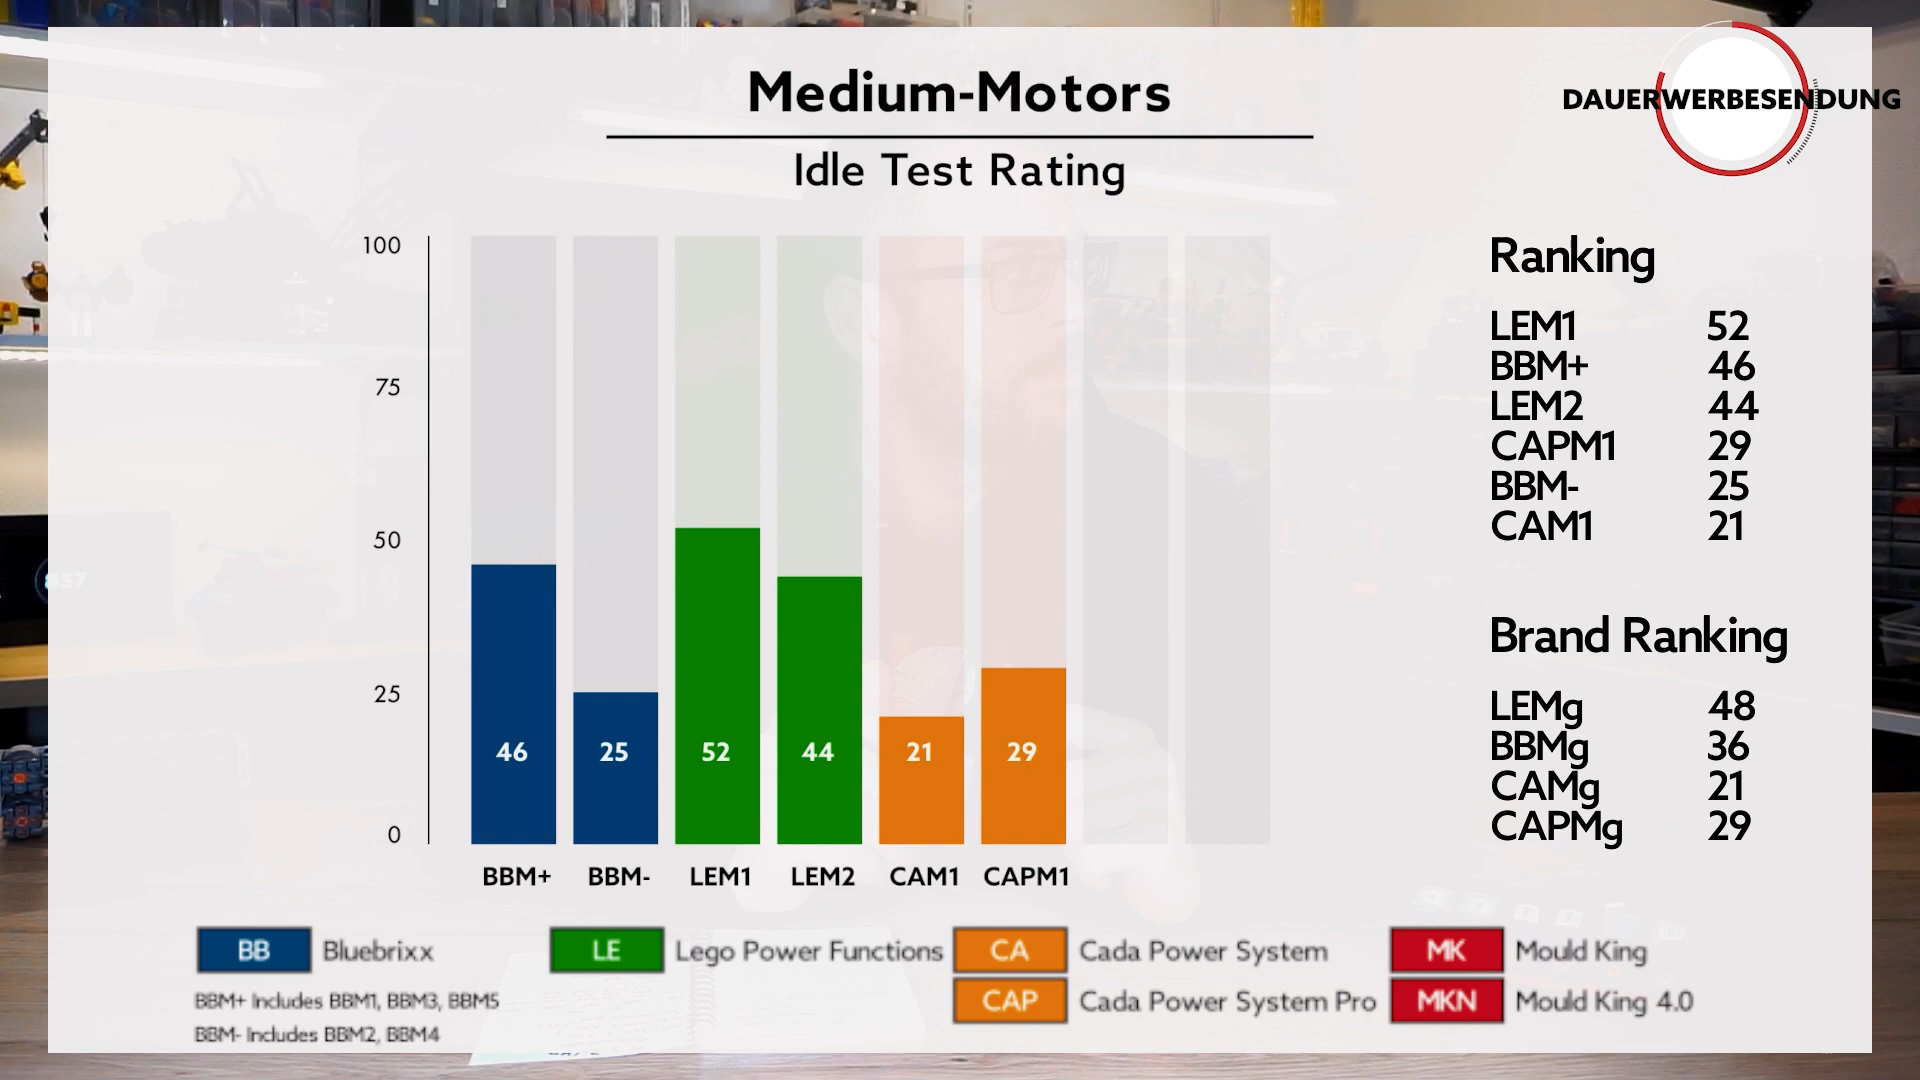 Medium-Motors
Idle Test Rating
DAUERWERBESENDUNG
100
75
50
25
0
46
25
52
44
21
29
BBM+
BBM-
LEM1
LEM2
CAM1
CAPM1
Ranking
LEM1 52
BBM+ 46
LEM2 44
CAPM1 29
BBM- 25
CAM1 21
Brand Ranking
LEMg 48
BBMg 36
CAMg 21
CAPMg 29
BB Bluebrixx
BBM+ Includes BBM1, BBM3, BBM5
BBM- Includes BBM2, BBM4
LE Lego Power Functions
CA Cada Power System
CAP Cada Power System Pro
MK Mould King
MKN Mould King 4.0